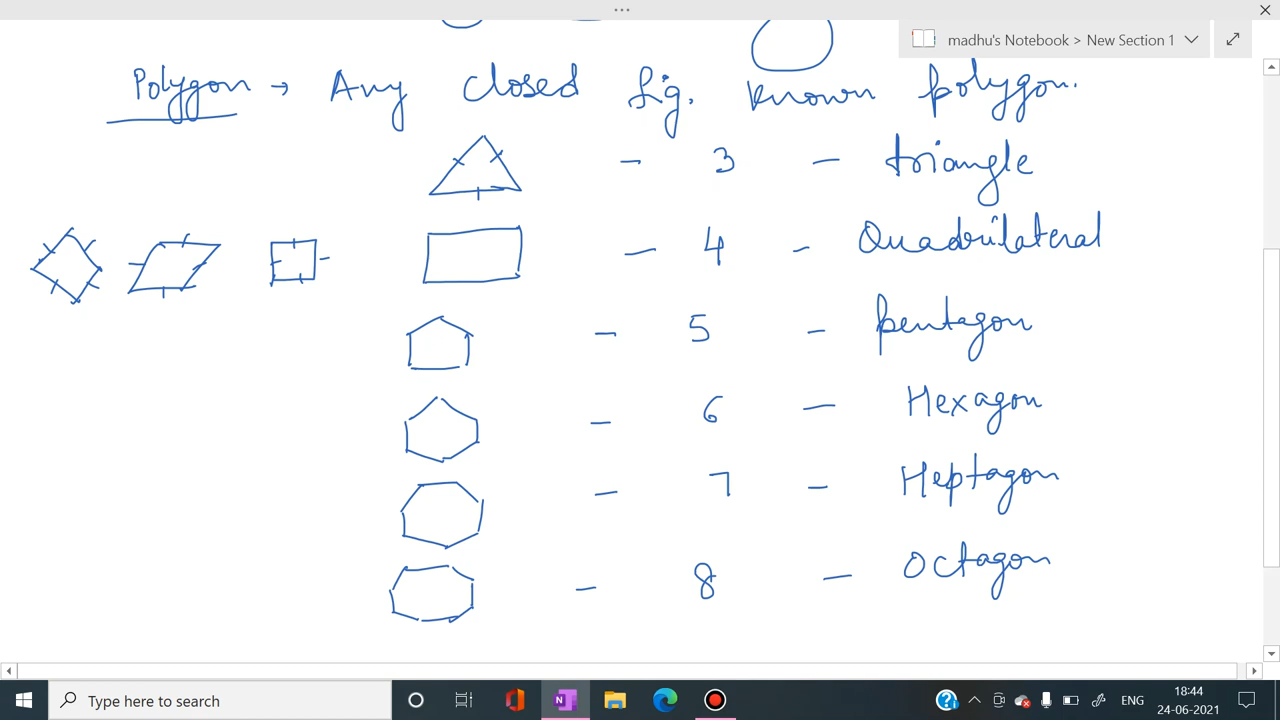 madhu's Notebook > New Section 1
Polygon → Any closed fig. known polygon.
- 3 - triangle
- 4 - Quadrilateral
- 5 - pentagon
- 6 - Hexagon
- 7 - Heptagon
- 8 - octagon
Type here to search
ENG
18:44
24-06-2021